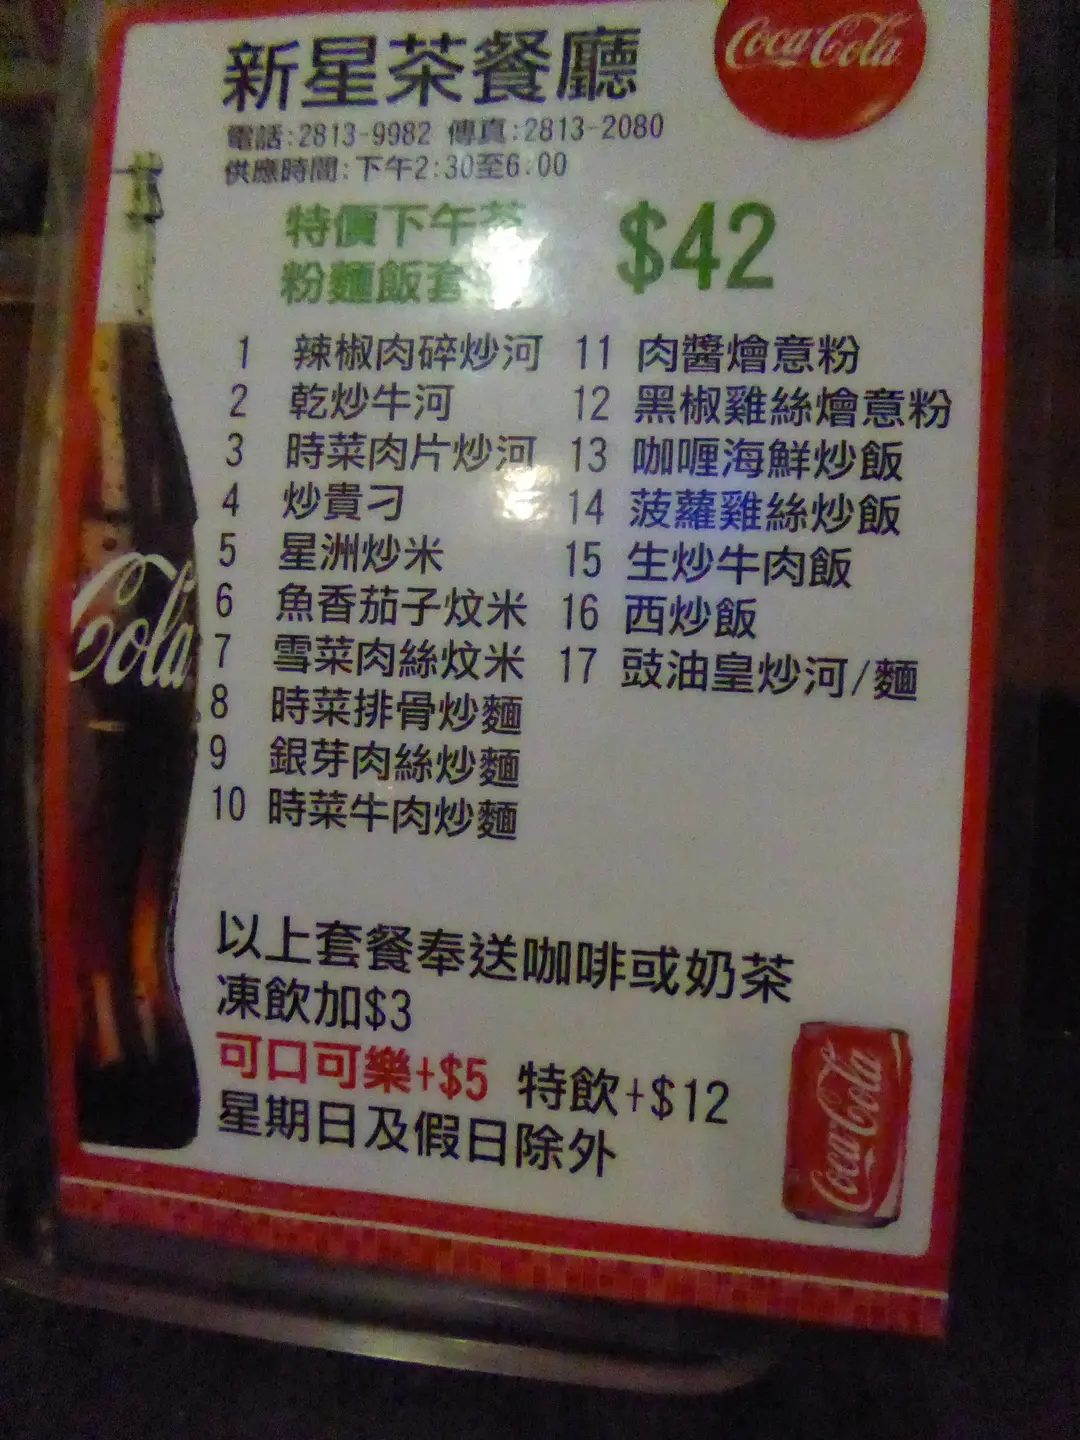 新星茶餐廳
Coca-Cola
電話:2813-9982 傳真:2813-2080
供應時間:下午2:30至6:00
特價下午茶
粉麵飯套
$42
1 辣椒肉碎炒河
2 乾炒牛河
3 時菜肉片炒河
4 炒貴刁
5 星洲炒米
6 魚香茄子炆米
7 雪菜肉絲炆米
8 時菜排骨炒麵
9 銀芽肉絲炒麵
10 時菜牛肉炒麵
11 肉醬燴意粉
12 黑椒雞絲燴意粉
13 咖喱海鮮炒飯
14 菠蘿雞絲炒飯
15 生炒牛肉飯
16 西炒飯
17 豉油皇炒河/麵
Cola
以上套餐奉送咖啡或奶茶
凍飲加$3
可口可樂+$5 特飲+$12
星期日及假日除外
Coca-Cola